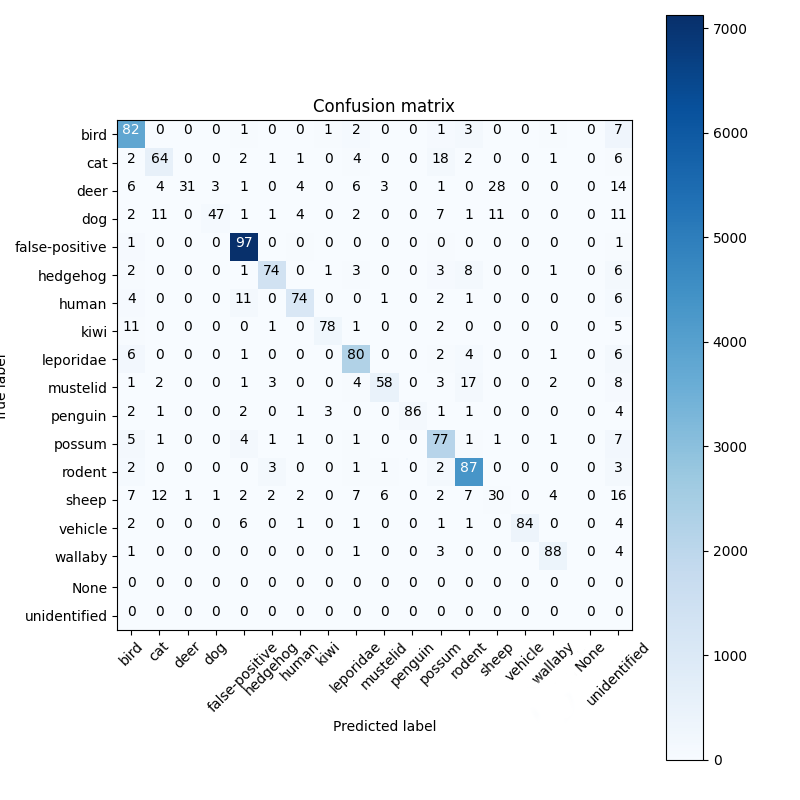 Confusion matrix
bird 82 0 0 0 1 0 0 1 2 0 0 1 3 0 0 1 0 7
cat 2 64 0 0 2 1 1 0 4 0 0 18 2 0 0 1 0 6
deer 6 4 31 3 1 0 4 0 6 3 0 1 0 28 0 0 0 14
dog 2 11 0 47 1 1 4 0 2 0 0 7 1 11 0 0 0 11
false-positive 1 0 0 0 97 0 0 0 0 0 0 0 0 0 0 0 0 1
hedgehog 2 0 0 0 1 74 0 1 3 0 0 3 8 0 0 1 0 6
human 4 0 0 0 11 0 74 0 0 1 0 2 1 0 0 0 0 6
kiwi 11 0 0 0 0 1 0 78 1 0 0 2 0 0 0 0 0 5
leporidae 6 0 0 0 1 0 0 0 80 0 0 2 4 0 0 1 0 6
mustelid 1 2 0 0 1 3 0 0 4 58 0 3 17 0 0 2 0 8
penguin 2 1 0 0 2 0 1 3 0 0 86 1 1 0 0 0 0 4
possum 5 1 0 0 4 1 1 0 1 0 0 77 1 1 0 1 0 7
rodent 2 0 0 0 0 3 0 0 1 1 0 2 87 0 0 0 0 3
sheep 7 12 1 1 2 2 2 0 7 6 0 2 7 30 0 4 0 16
vehicle 2 0 0 0 6 0 1 0 1 0 0 1 1 0 84 0 0 4
wallaby 1 0 0 0 0 0 0 0 1 0 0 3 0 0 0 88 0 4
None 0 0 0 0 0 0 0 0 0 0 0 0 0 0 0 0 0 0
unidentified 0 0 0 0 0 0 0 0 0 0 0 0 0 0 0 0 0 0
bird cat deer dog false-positive hedgehog human kiwi leporidae mustelid penguin possum rodent sheep vehicle wallaby None unidentified
Predicted label
label
7000
6000
5000
4000
3000
2000
1000
0